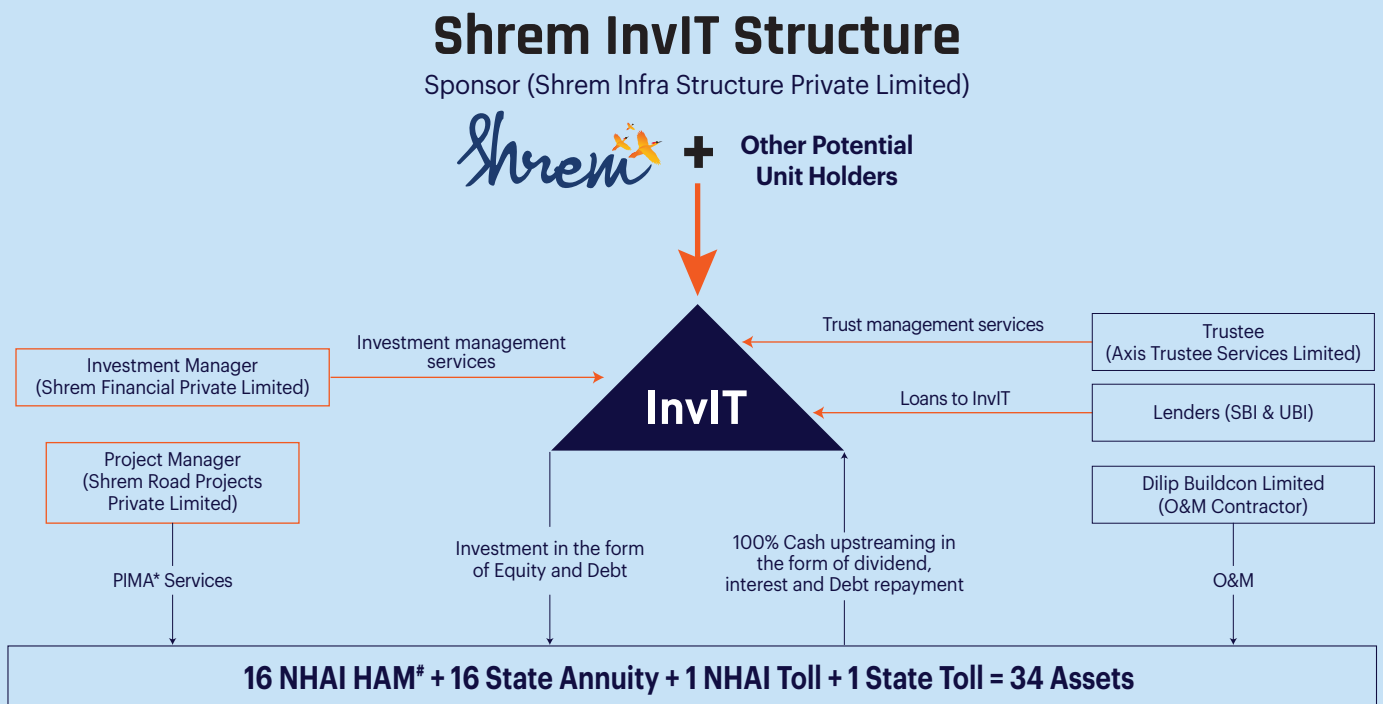 Shrem InvIT Structure
Sponsor (Shrem Infra Structure Private Limited)
Shrem
+
Other Potential
Unit Holders
Investment Manager
(Shrem Financial Private Limited)
Investment management
services
InvIT
Trust management services
Trustee
(Axis Trustee Services Limited)
Loans to InvIT
Lenders (SBI & UBI)
Project Manager
(Shrem Road Projects
Private Limited)
Dilip Buildcon Limited
(O&M Contractor)
PIMA* Services
Investment in the form
of Equity and Debt
100% Cash upstreaming in
the form of dividend,
interest and Debt repayment
O&M
16 NHAI HAM# + 16 State Annuity + 1 NHAI Toll + 1 State Toll = 34 Assets